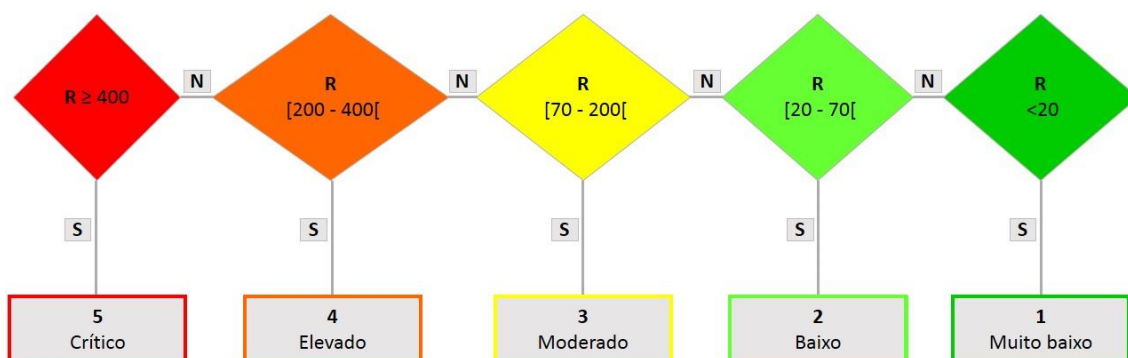 R ≥ 400
N
R
[200 - 400[
N
R
[70 - 200[
N
R
[20 - 70[
N
R
<20
S
S
S
S
S
5
Crítico
4
Elevado
3
Moderado
2
Baixo
1
Muito baixo